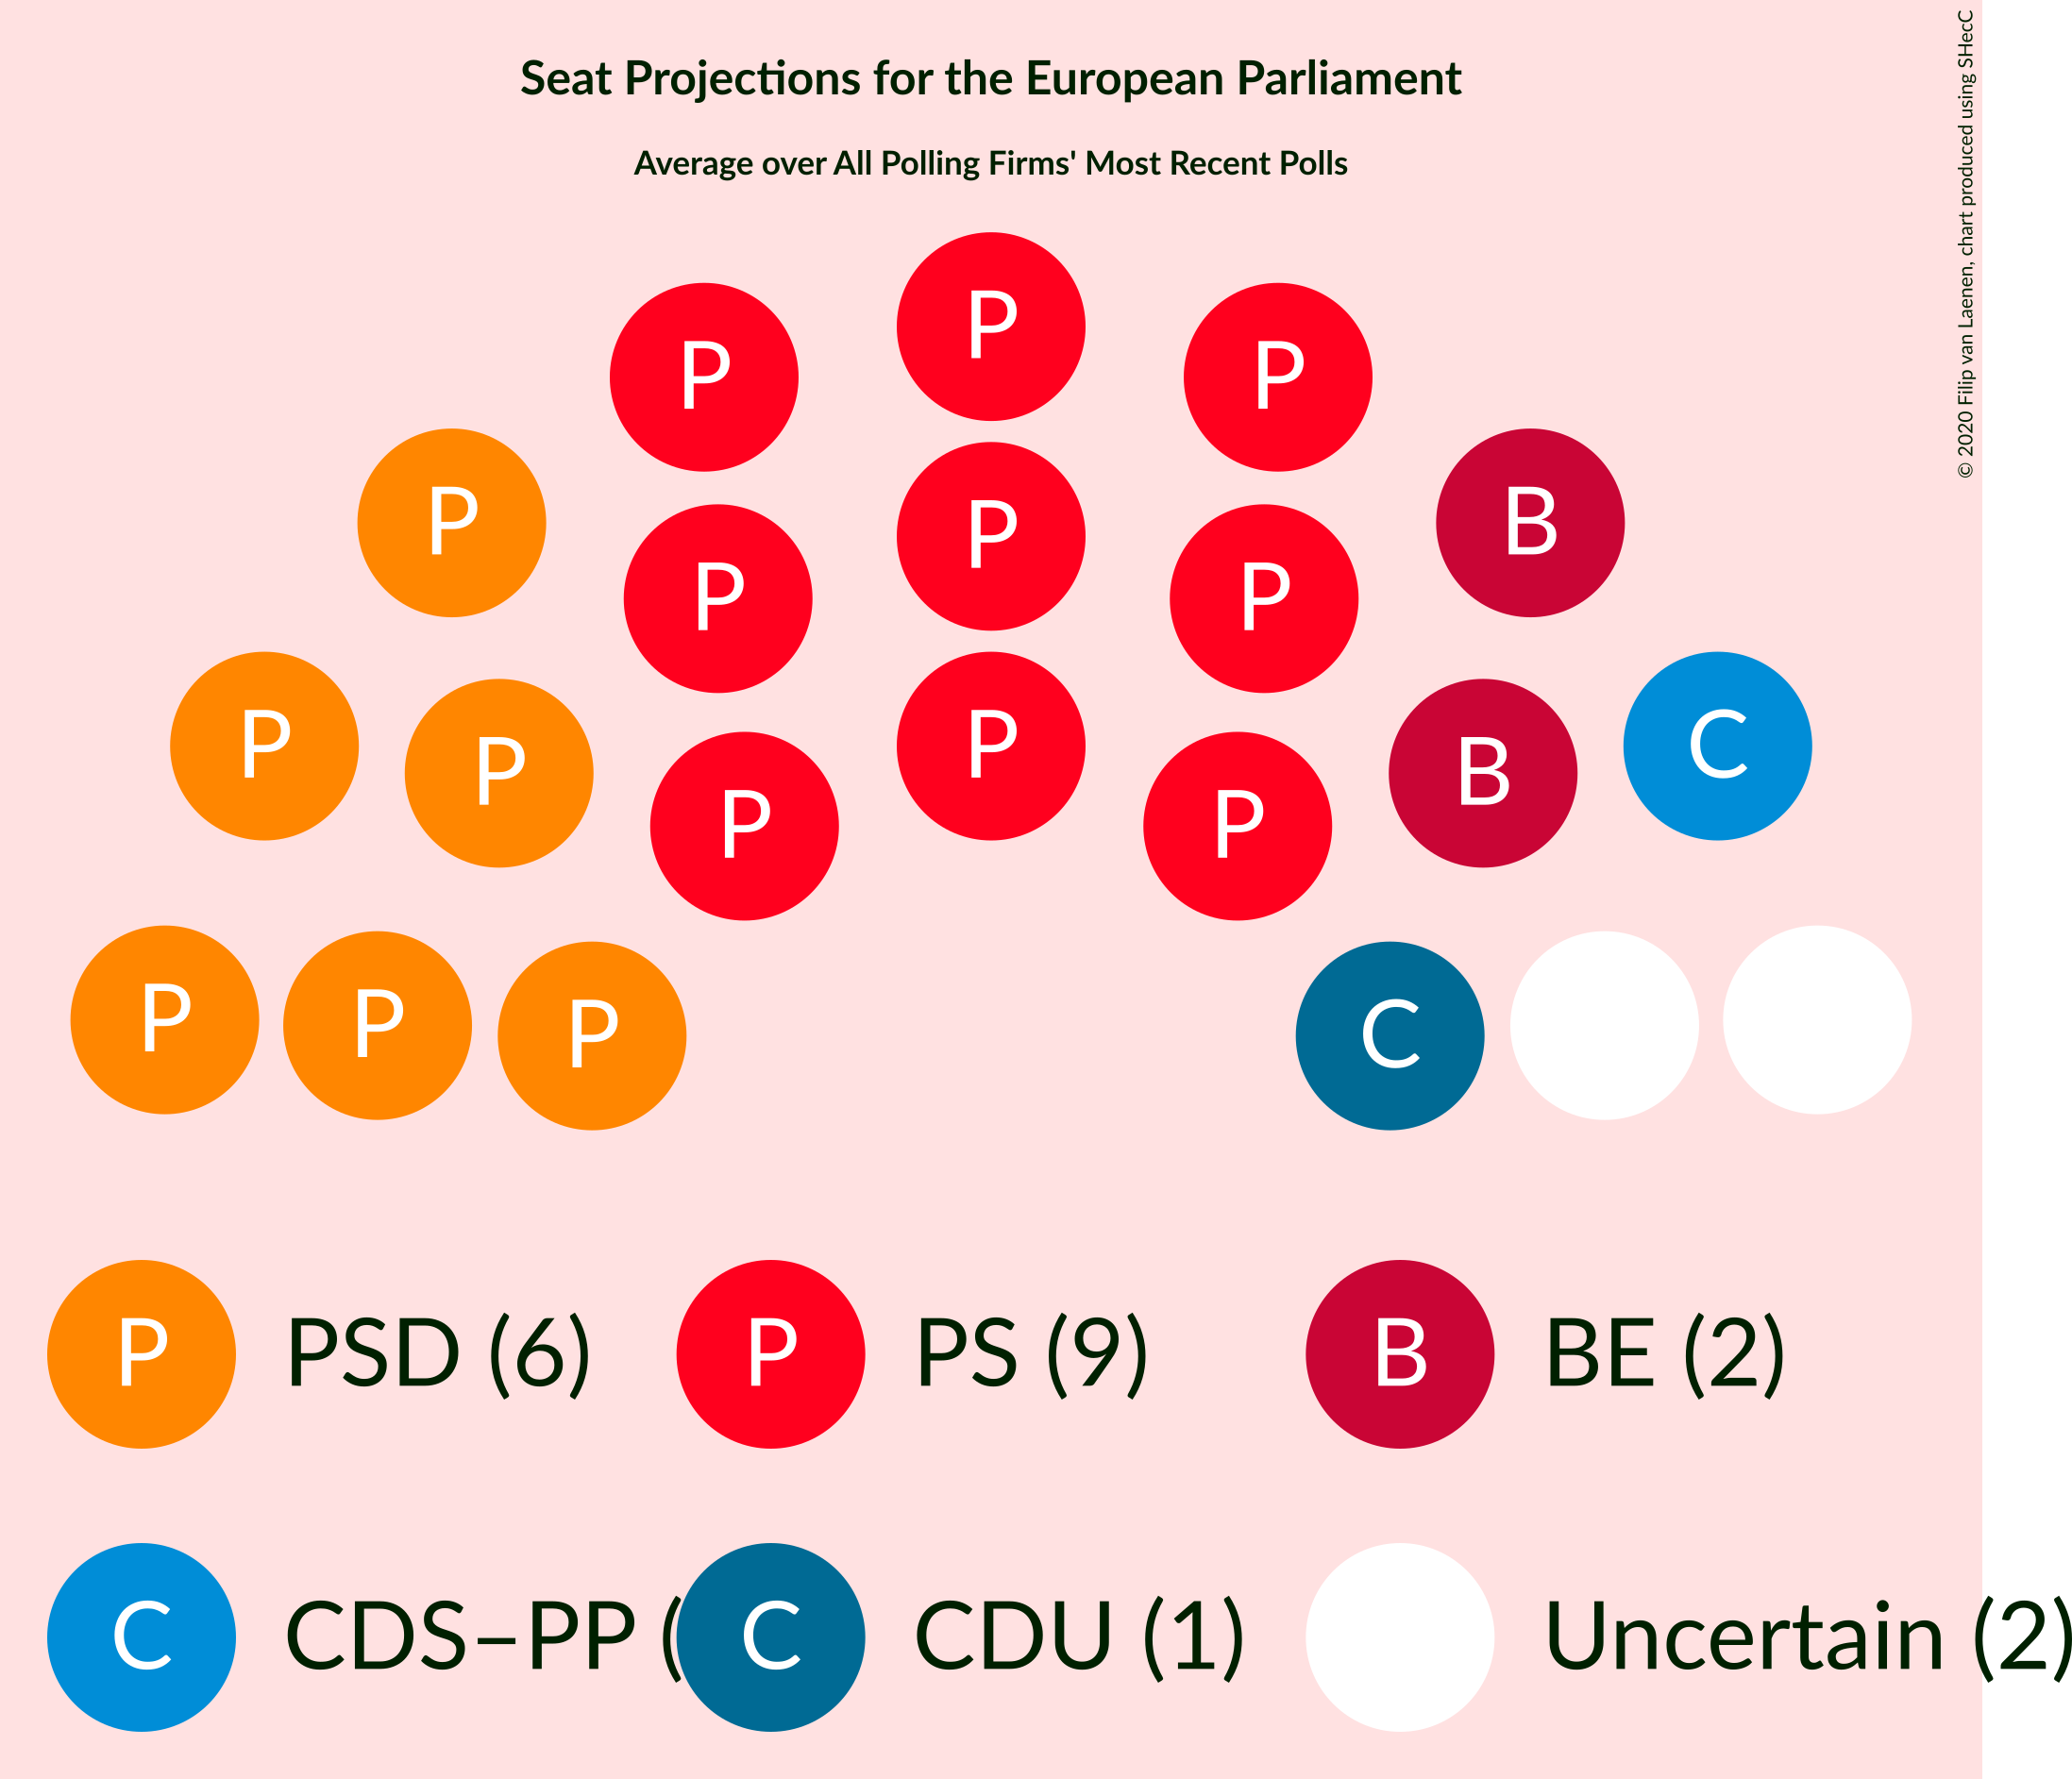 Seat Projections for the European Parliament
Average over All Polling Firms' Most Recent Polls
© 2020 Filip van Laenen, chart produced using SHecC
P
P P
P B
P
P P
P P C
P B
P P
P
P
P
C
P PSD (6) P PS (9) B BE (2)
C CDS–PP ( C CDU (1) Uncertain (2)